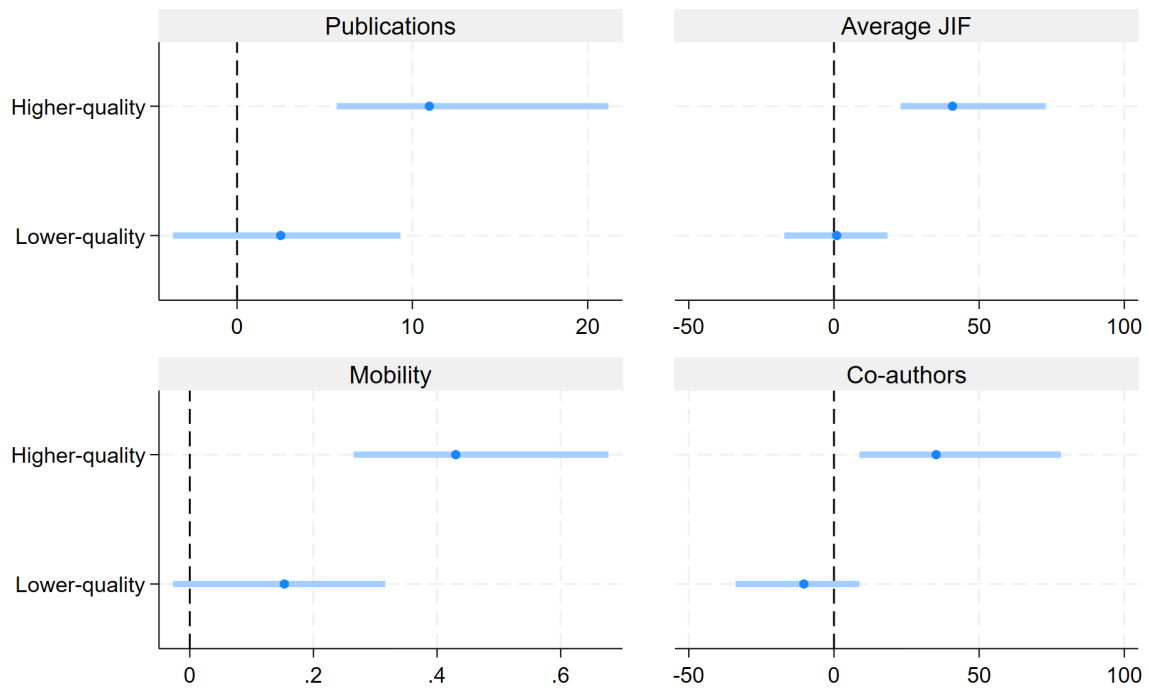 Publications
Average JIF
Higher-quality
Lower-quality
0 10 20
-50 0 50 100
Mobility
Co-authors
Higher-quality
Lower-quality
0 .2 .4 .6
-50 0 50 100